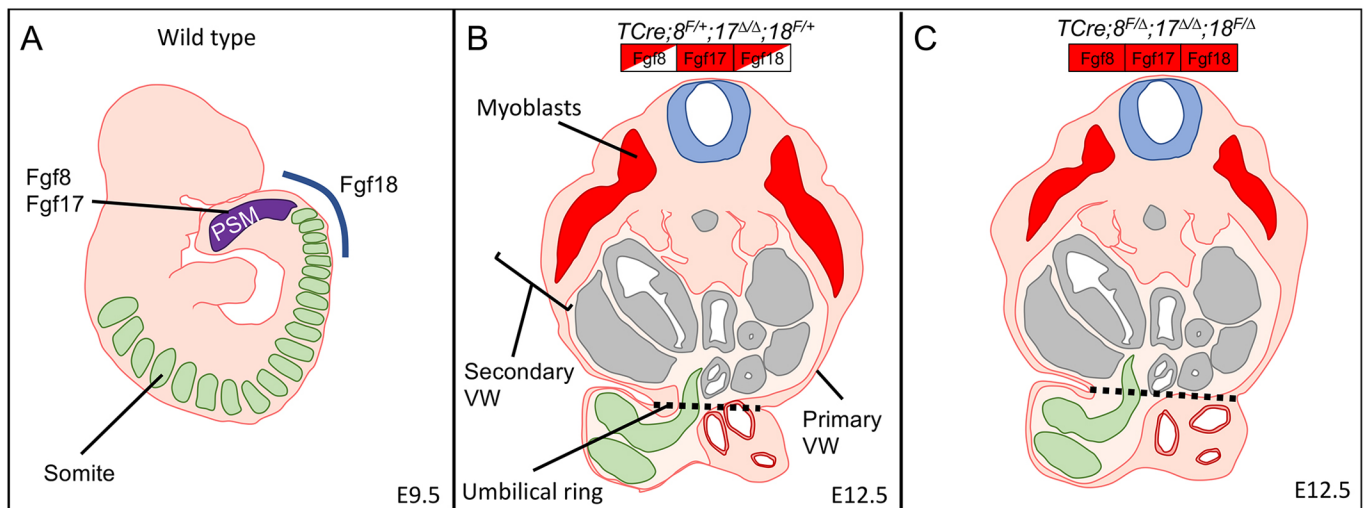 A
Wild type
Fgf8
Fgf17
PSM
Fgf18
Somite
E9.5
B
TCre;8F/+;17Δ/Δ;18F/+
Fgf8 Fgf17 Fgf18
Myoblasts
Secondary
VW
Primary
VW
Umbilical ring
E12.5
C
TCre;8F/Δ;17Δ/Δ;18F/Δ
Fgf8 Fgf17 Fgf18
E12.5